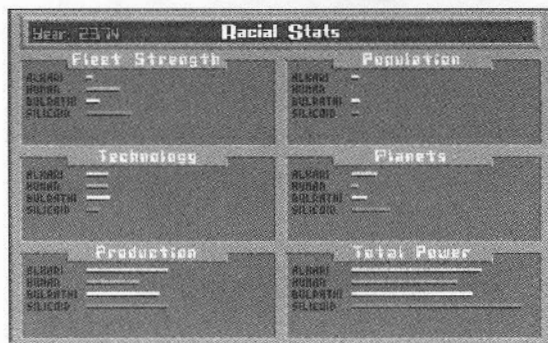 Year 2374
Racial Stats
Fleet Strength
ALKARI
HUMAN
BULRATHI
SILICOID
Population
ALKARI
HUMAN
BULRATHI
SILICOID
Technology
ALKARI
HUMAN
BULRATHI
SILICOID
Planets
ALKARI
HUMAN
BULRATHI
SILICOID
Production
ALKARI
HUMAN
BULRATHI
SILICOID
Total Power
ALKARI
HUMAN
BULRATHI
SILICOID